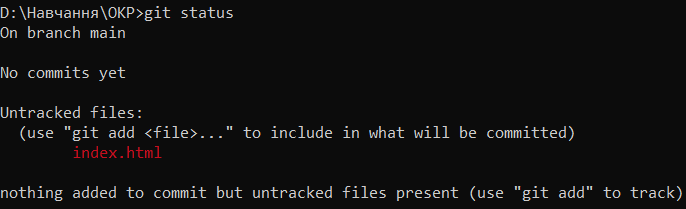 D:\Навчання\ОКР>git status
On branch main
No commits yet
Untracked files:
(use "git add <file>..." to include in what will be committed)
index.html
nothing added to commit but untracked files present (use "git add" to track)